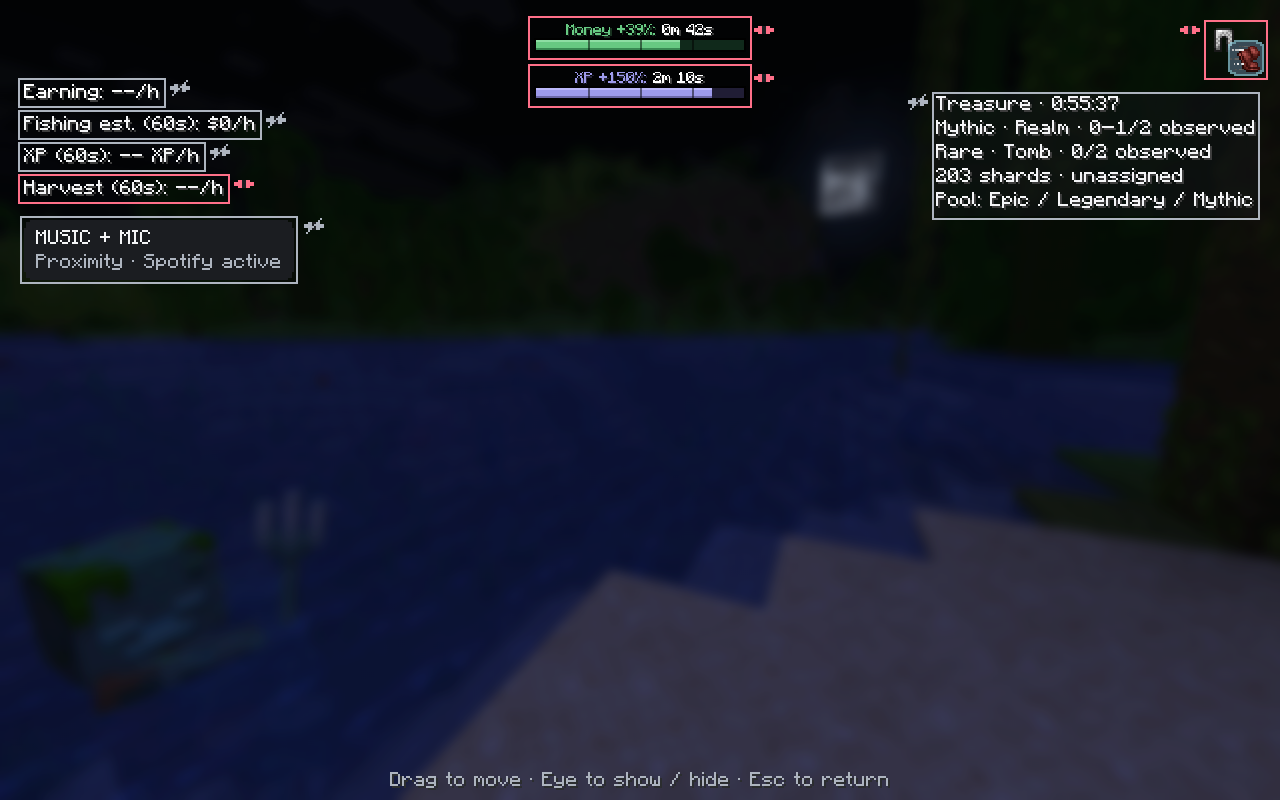 Money +39%: 0m 42s
XP +150%: 2m 10s
Earning: --/h
Fishing est. (60s): $0/h
XP (60s): -- XP/h
Harvest (60s): --/h
MUSIC + MIC
Proximity · Spotify active
Treasure · 0:55:37
Mythic · Realm · 0–1/2 observed
Rare · Tomb · 0/2 observed
203 shards · unassigned
Pool: Epic / Legendary / Mythic
Drag to move · Eye to show / hide · Esc to return